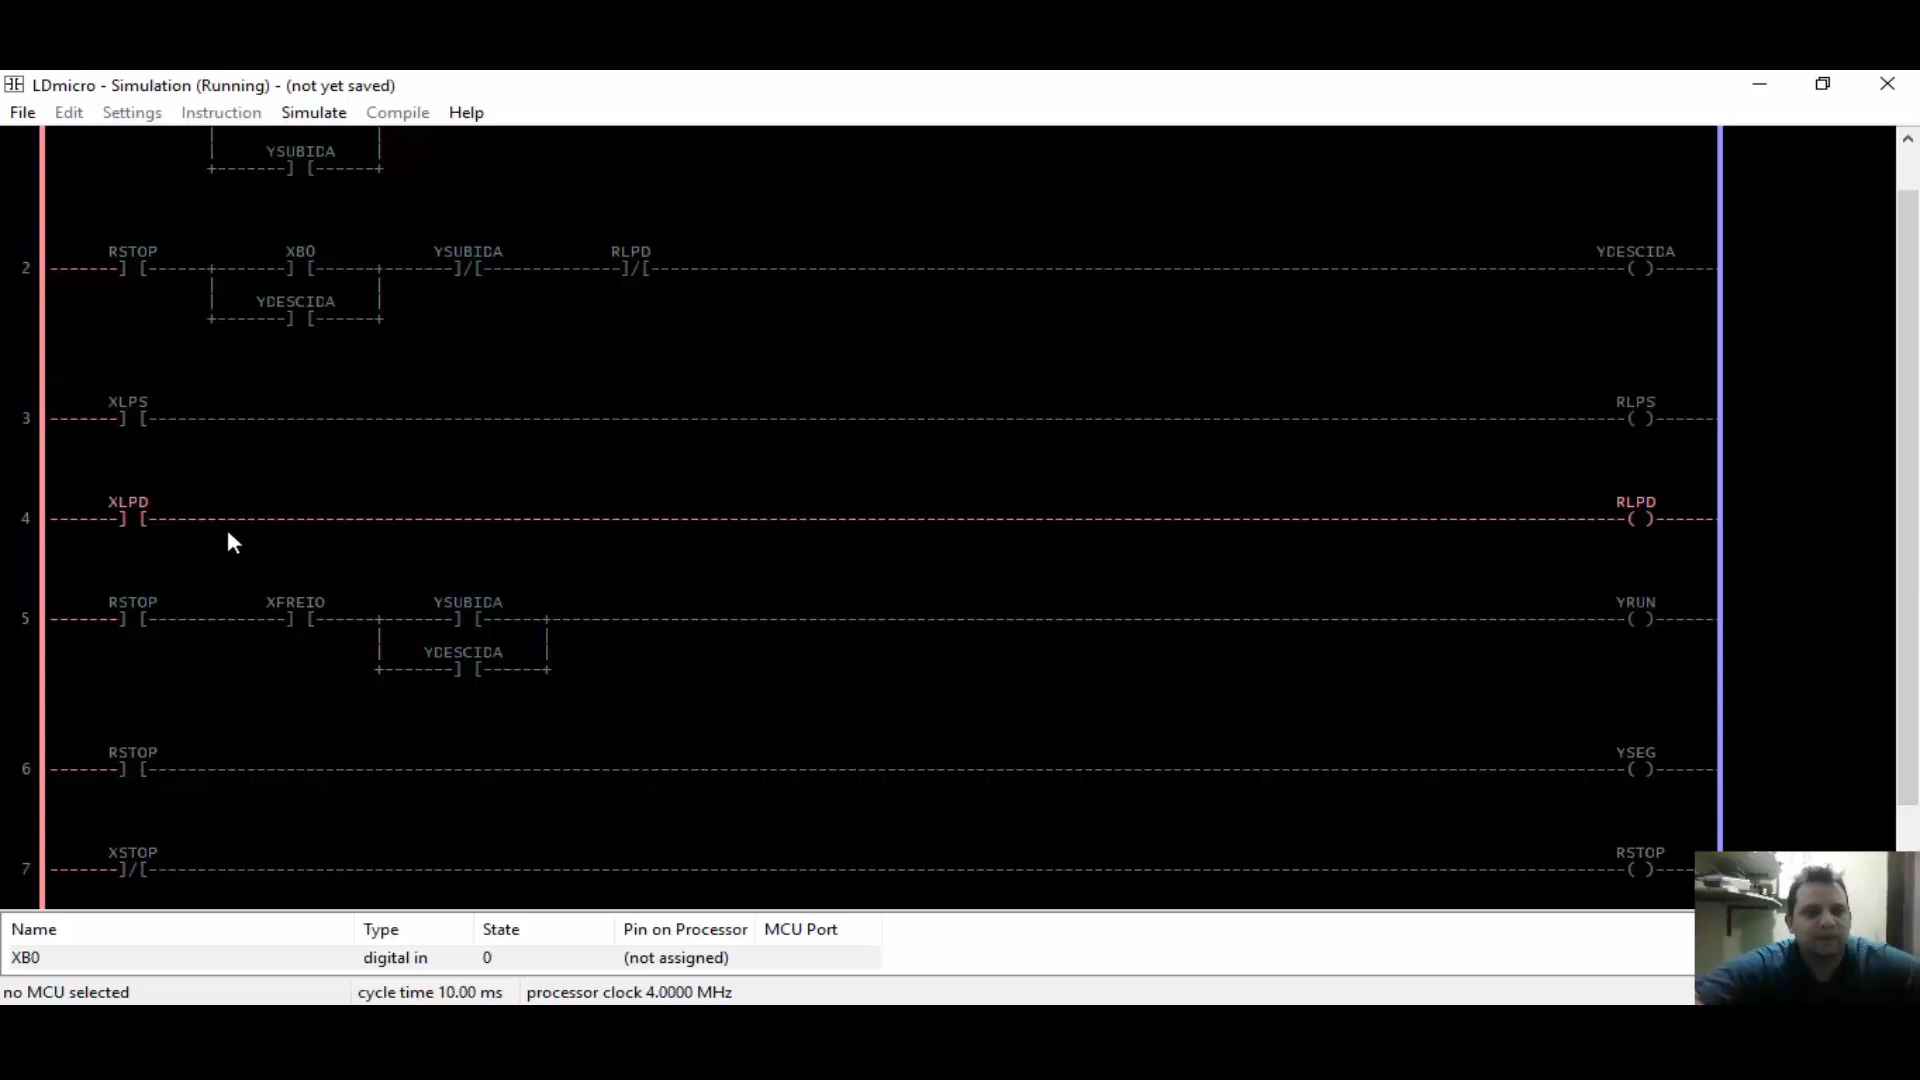 LDmicro - Simulation (Running) - (not yet saved)
File Edit Settings Instruction Simulate Compile Help
YSUBIDA
RSTOP XB0 YSUBIDA RLPD YDESCIDA
2
YDESCIDA
XLPS RLPS
3
XLPD RLPD
4
RSTOP XFREIO YSUBIDA YRUN
5
YDESCIDA
RSTOP YSEG
6
XSTOP RSTOP
7
Name Type State Pin on Processor MCU Port
XB0 digital in 0 (not assigned)
no MCU selected cycle time 10.00 ms processor clock 4.0000 MHz